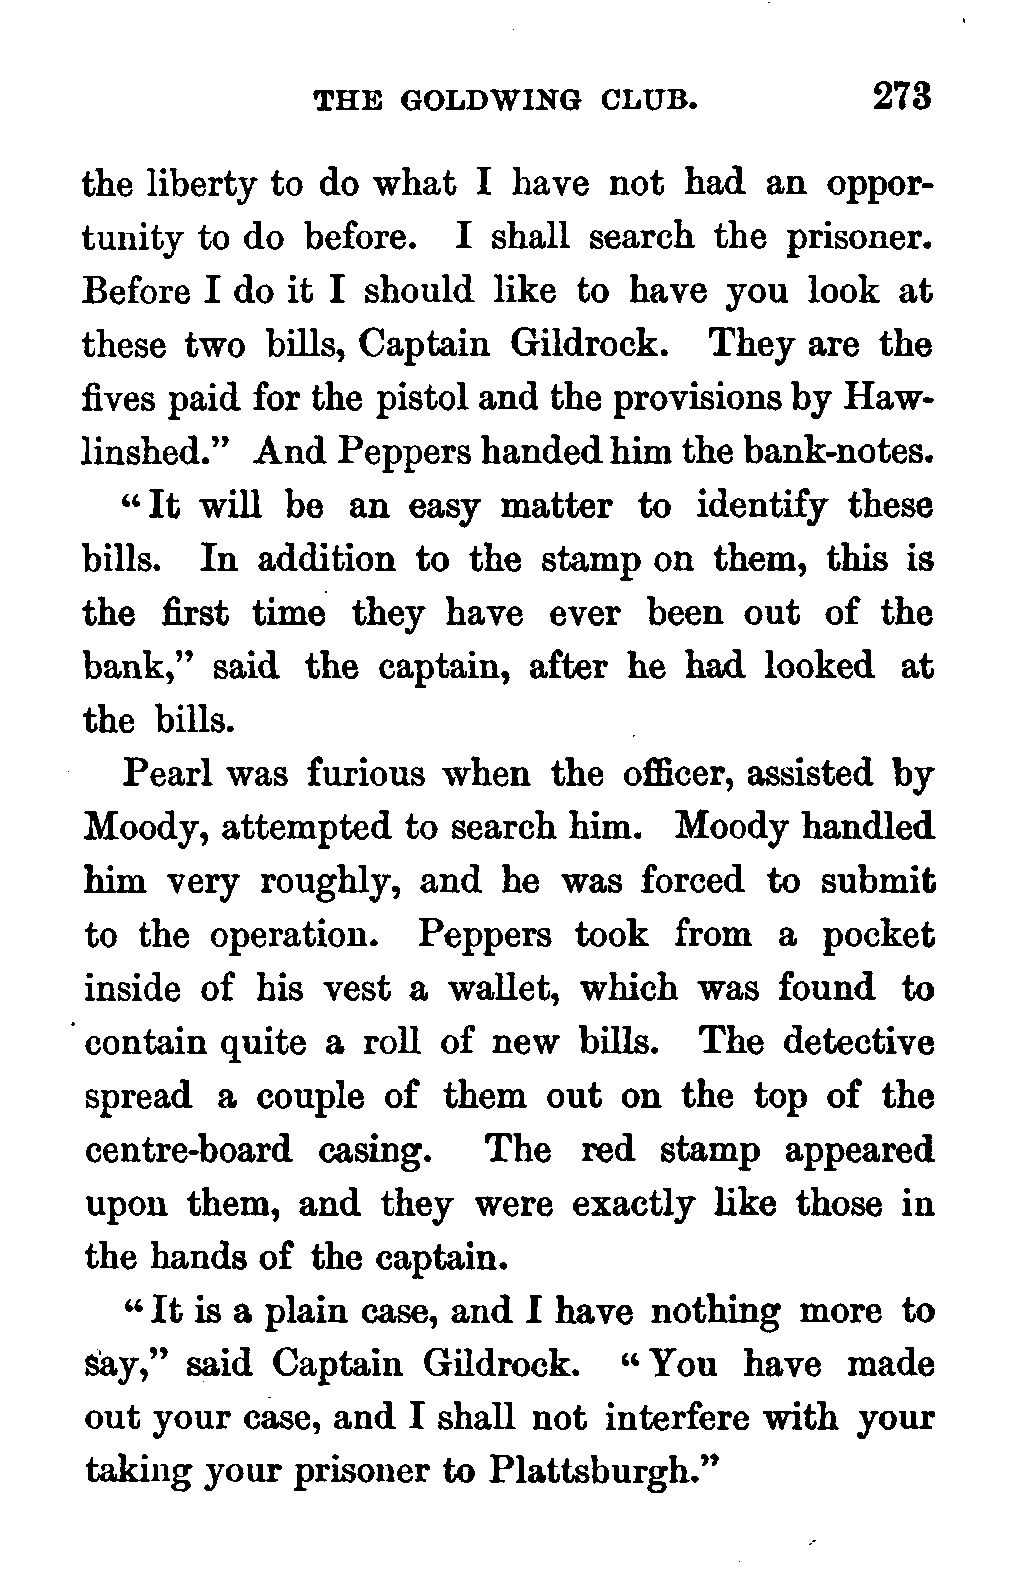 THE GOLDWING CLUB. 273
the liberty to do what I have not had an oppor-
tunity to do before. I shall search the prisoner.
Before I do it I should like to have you look at
these two bills, Captain Gildrock. They are the
fives paid for the pistol and the provisions by Haw-
linshed.” And Peppers handed him the bank-notes.
“It will be an easy matter to identify these
bills. In addition to the stamp on them, this is
the first time they have ever been out of the
bank,” said the captain, after he had looked at
the bills.
Pearl was furious when the officer, assisted by
Moody, attempted to search him. Moody handled
him very roughly, and he was forced to submit
to the operation. Peppers took from a pocket
inside of his vest a wallet, which was found to
contain quite a roll of new bills. The detective
spread a couple of them out on the top of the
centre-board casing. The red stamp appeared
upon them, and they were exactly like those in
the hands of the captain.
“It is a plain case, and I have nothing more to
say,” said Captain Gildrock. “You have made
out your case, and I shall not interfere with your
taking your prisoner to Plattsburgh.”